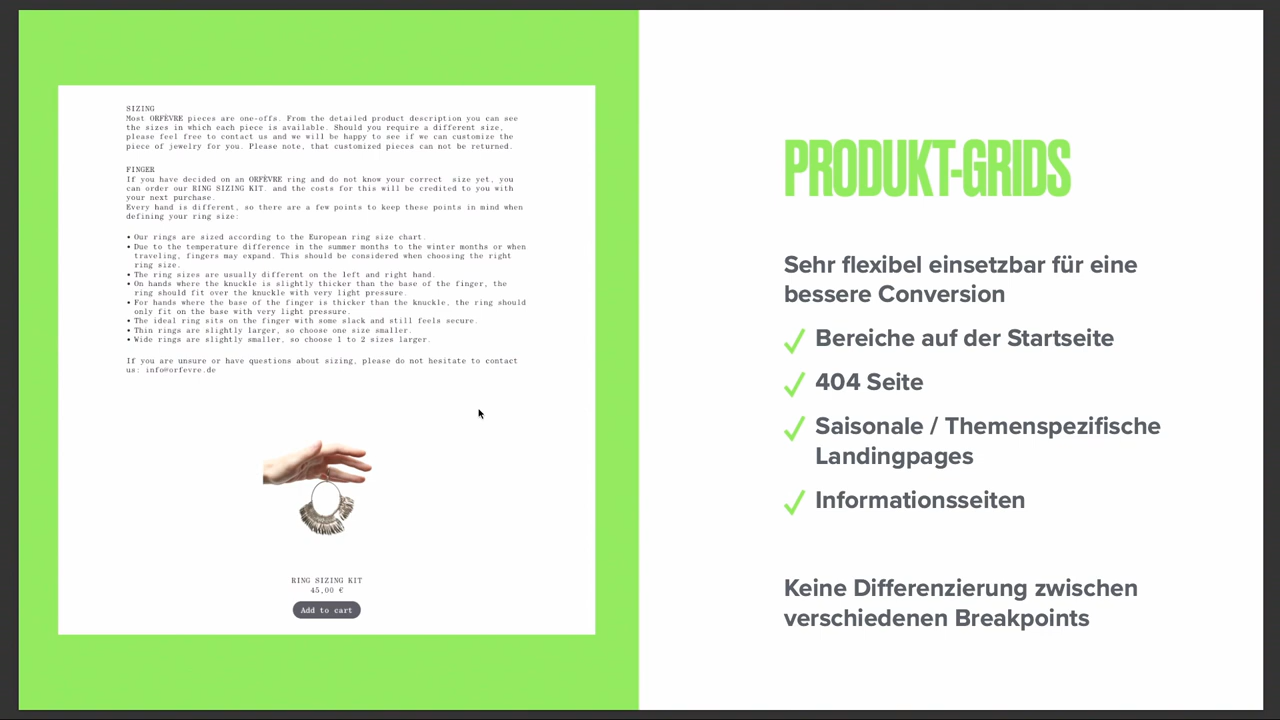 SIZING
Most ORFÈVRE pieces are one-offs. From the detailed product description you can see
the sizes in which each piece is available. Should you require a different size,
please feel free to contact us and we will be happy to see if we can customize the
piece of jewelry for you. Please note, that customized pieces can not be returned.
FINGER
If you have decided on an ORFÈVRE ring and do not know your correct size yet, you
can order our RING SIZING KIT. and the costs for this will be credited to you with
your next purchase.
Every hand is different, so there are a few points to keep these points in mind when
defining your ring size:
• Our rings are sized according to the European ring size chart.
• Due to the temperature difference in the summer months to the winter months or when
traveling, fingers may expand. This should be considered when choosing the right
ring size.
• The ring sizes are usually different on the left and right hand.
• On hands where the knuckle is slightly thicker than the base of the finger, the
ring should fit over the knuckle with very light pressure.
• For hands where the base of the finger is thicker than the knuckle, the ring should
only fit on the base with very light pressure.
• The ideal ring sits on the finger with some slack and still feels secure.
• Thin rings are slightly larger, so choose one size smaller.
• Wide rings are slightly smaller, so choose 1 to 2 sizes larger.
If you are unsure or have questions about sizing, please do not hesitate to contact
us: info@orfevre.de
RING SIZING KIT
45,00 €
Add to cart
PRODUKT-GRIDS
Sehr flexibel einsetzbar für eine
bessere Conversion
Bereiche auf der Startseite
404 Seite
Saisonale / Themenspezifische
Landingpages
Informationsseiten
Keine Differenzierung zwischen
verschiedenen Breakpoints